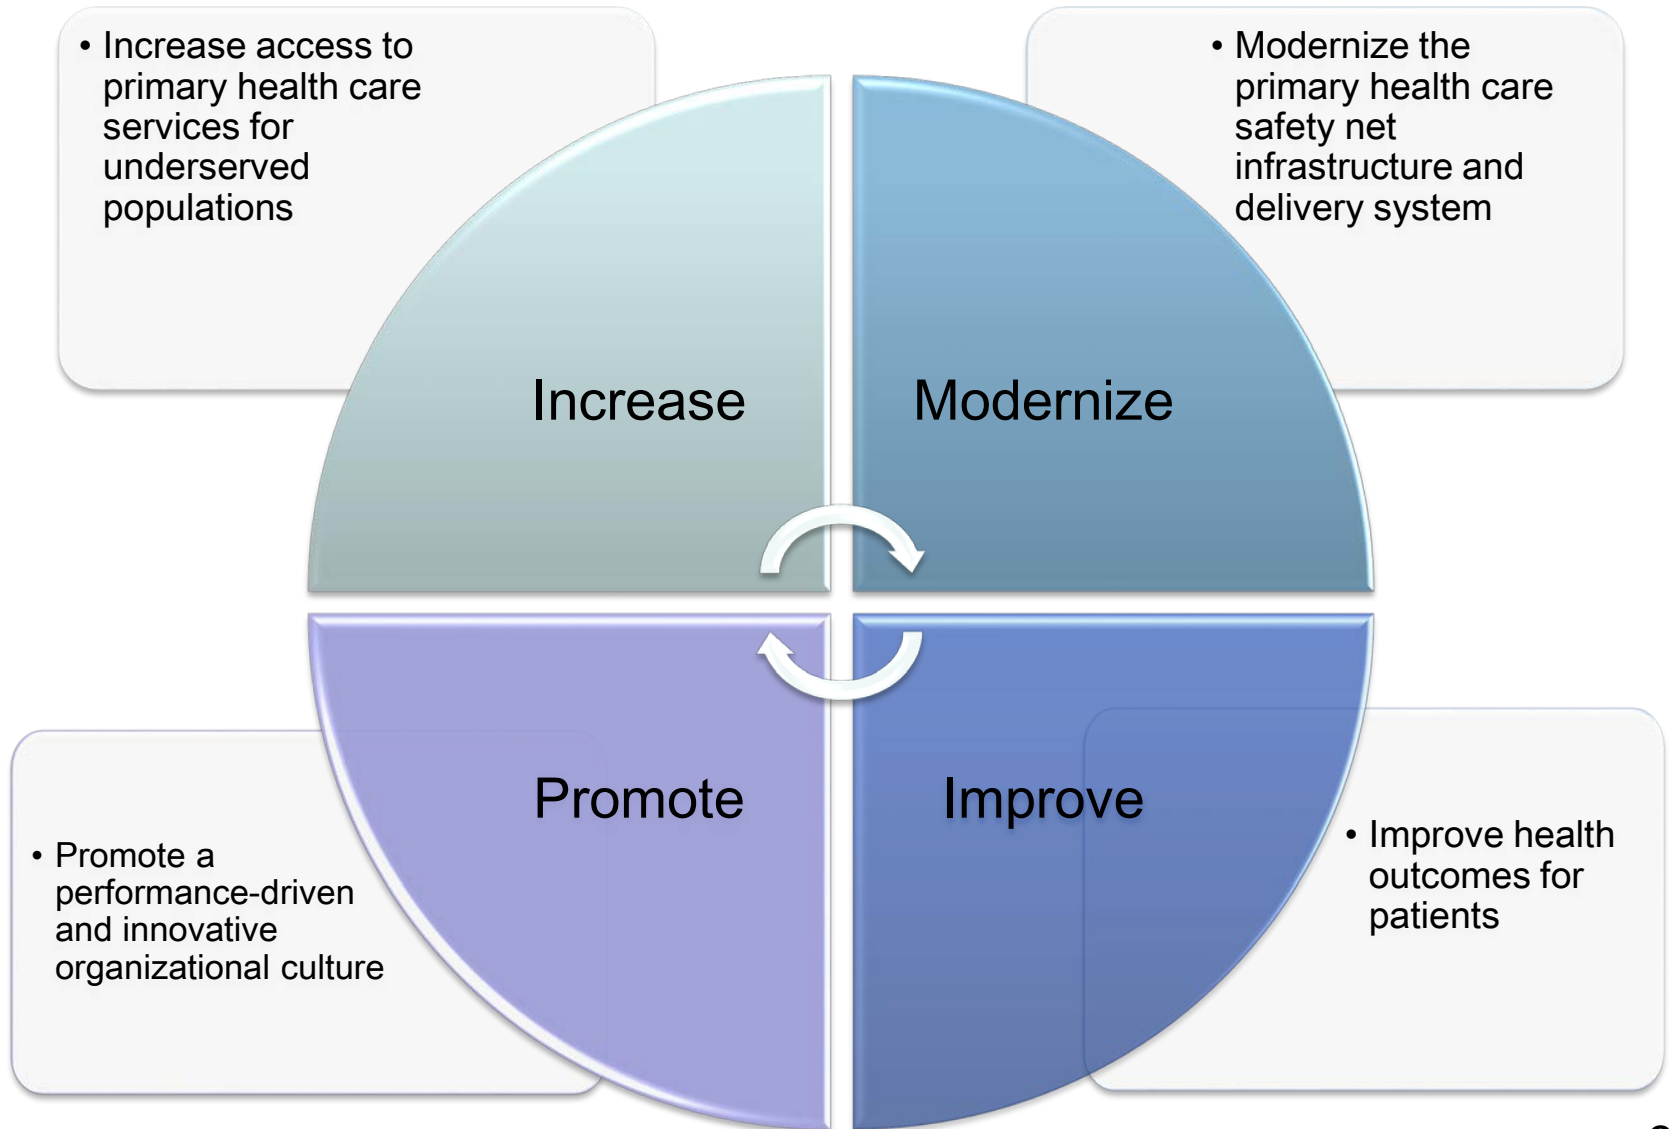 • Increase access to
primary health care
services for
underserved
populations
• Modernize the
primary health care
safety net
infrastructure and
delivery system
Increase
Modernize
Promote
Improve
• Promote a
performance-driven
and innovative
organizational culture
• Improve health
outcomes for
patients